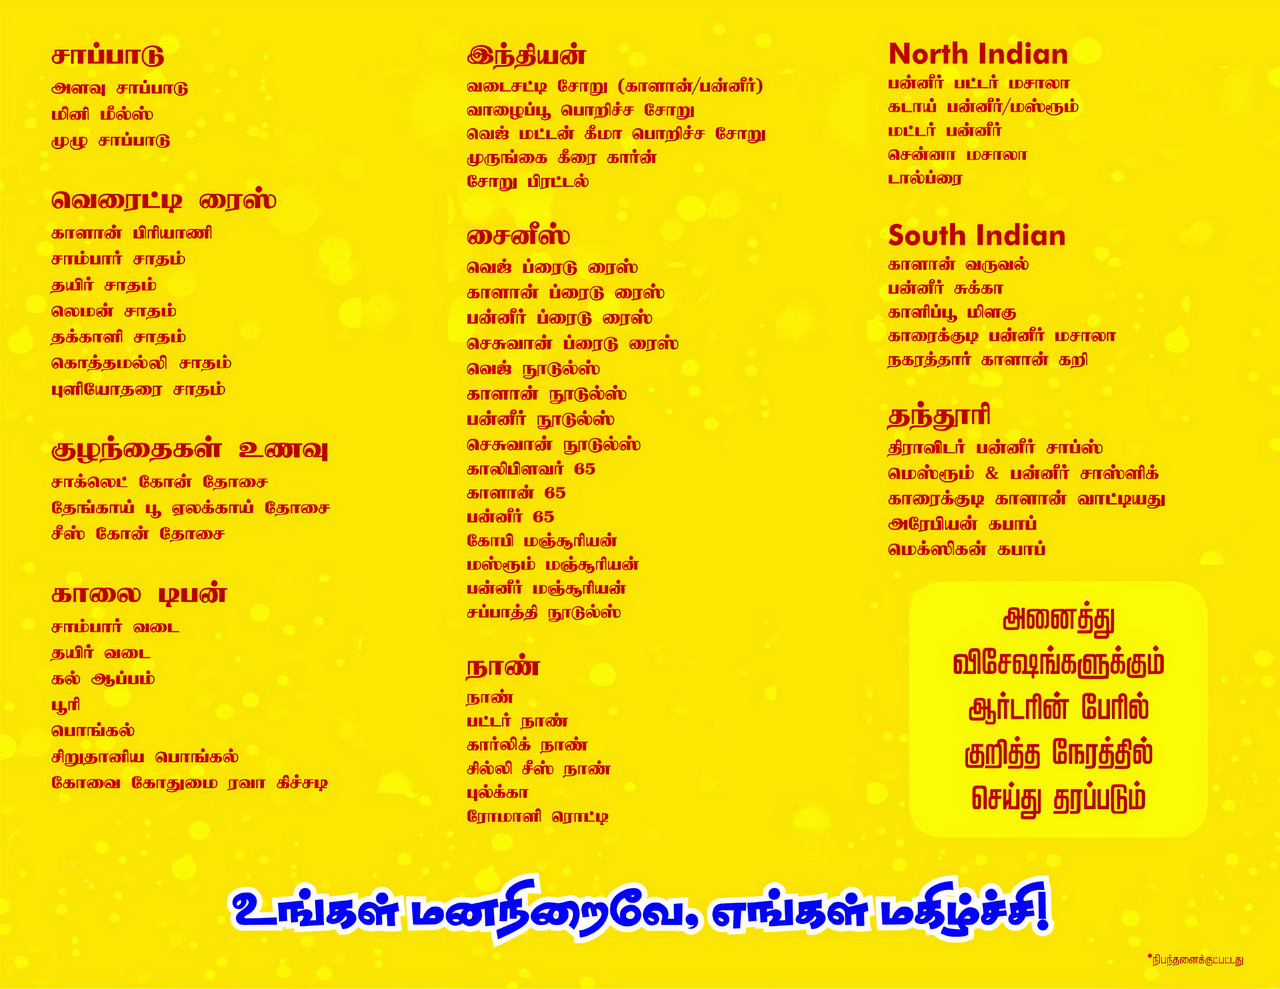 சாப்பாடு
அளவு சாப்பாடு
மினி மீல்ஸ்
முழு சாப்பாடு
வெரைட்டி ரைஸ்
காளான் பிரியாணி
சாம்பார் சாதம்
தயிர் சாதம்
லெமன் சாதம்
தக்காளி சாதம்
கொத்தமல்லி சாதம்
புளியோதரை சாதம்
குழந்தைகள் உணவு
சாக்லெட் கோன் தோசை
தேங்காய் பூ ஏலக்காய் தோசை
சீஸ் கோன் தோசை
காலை டிபன்
சாம்பார் வடை
தயிர் வடை
கல் ஆப்பம்
பூரி
பொங்கல்
சிறுதானிய பொங்கல்
கோவை கோதுமை ரவா கிச்சடி
இந்தியன்
வடைசட்டி சோறு (காளான்/பன்னீர்)
வாழைப்பூ பொறிச்ச சோறு
வெஜ் மட்டன் கீமா பொறிச்ச சோறு
முருங்கை கீரை கார்ன்
சோறு பிரட்டல்
சைனீஸ்
வெஜ் ப்ரைடு ரைஸ்
காளான் ப்ரைடு ரைஸ்
பன்னீர் ப்ரைடு ரைஸ்
செசுவான் ப்ரைடு ரைஸ்
வெஜ் நூடுல்ஸ்
காளான் நூடுல்ஸ்
பன்னீர் நூடுல்ஸ்
செசுவான் நூடுல்ஸ்
காலிபிளவர் 65
காளான் 65
பன்னீர் 65
கோபி மஞ்சூரியன்
மஸ்ரூம் மஞ்சூரியன்
பன்னீர் மஞ்சூரியன்
சப்பாத்தி நூடுல்ஸ்
நாண்
நாண்
பட்டர் நாண்
கார்லிக் நாண்
சில்லி சீஸ் நாண்
புல்க்கா
ரோமாளி ரொட்டி
North Indian
பன்னீர் பட்டர் மசாலா
கடாய் பன்னீர்/மஸ்ரூம்
மட்டர் பன்னீர்
சென்னா மசாலா
டால்ப்ரை
South Indian
காளான் வருவல்
பன்னீர் சுக்கா
காளிப்பூ மிளகு
காரைக்குடி பன்னீர் மசாலா
நகரத்தார் காளான் கறி
தந்தூரி
திராவிடர் பன்னீர் சாப்ஸ்
மெஸ்ரூம் & பன்னீர் சாஸ்ளிக்
காரைக்குடி காளான் வாட்டியது
அரேபியன் கபாப்
மெக்ஸிகன் கபாப்
அனைத்து
விசேஷங்களுக்கும்
ஆர்டரின் பேரில்
குறித்த நேரத்தில்
செய்து தரப்படும்
உங்கள் மனநிறைவே, எங்கள் மகிழ்ச்சி!
*நிபந்தனைக்குட்பட்டது